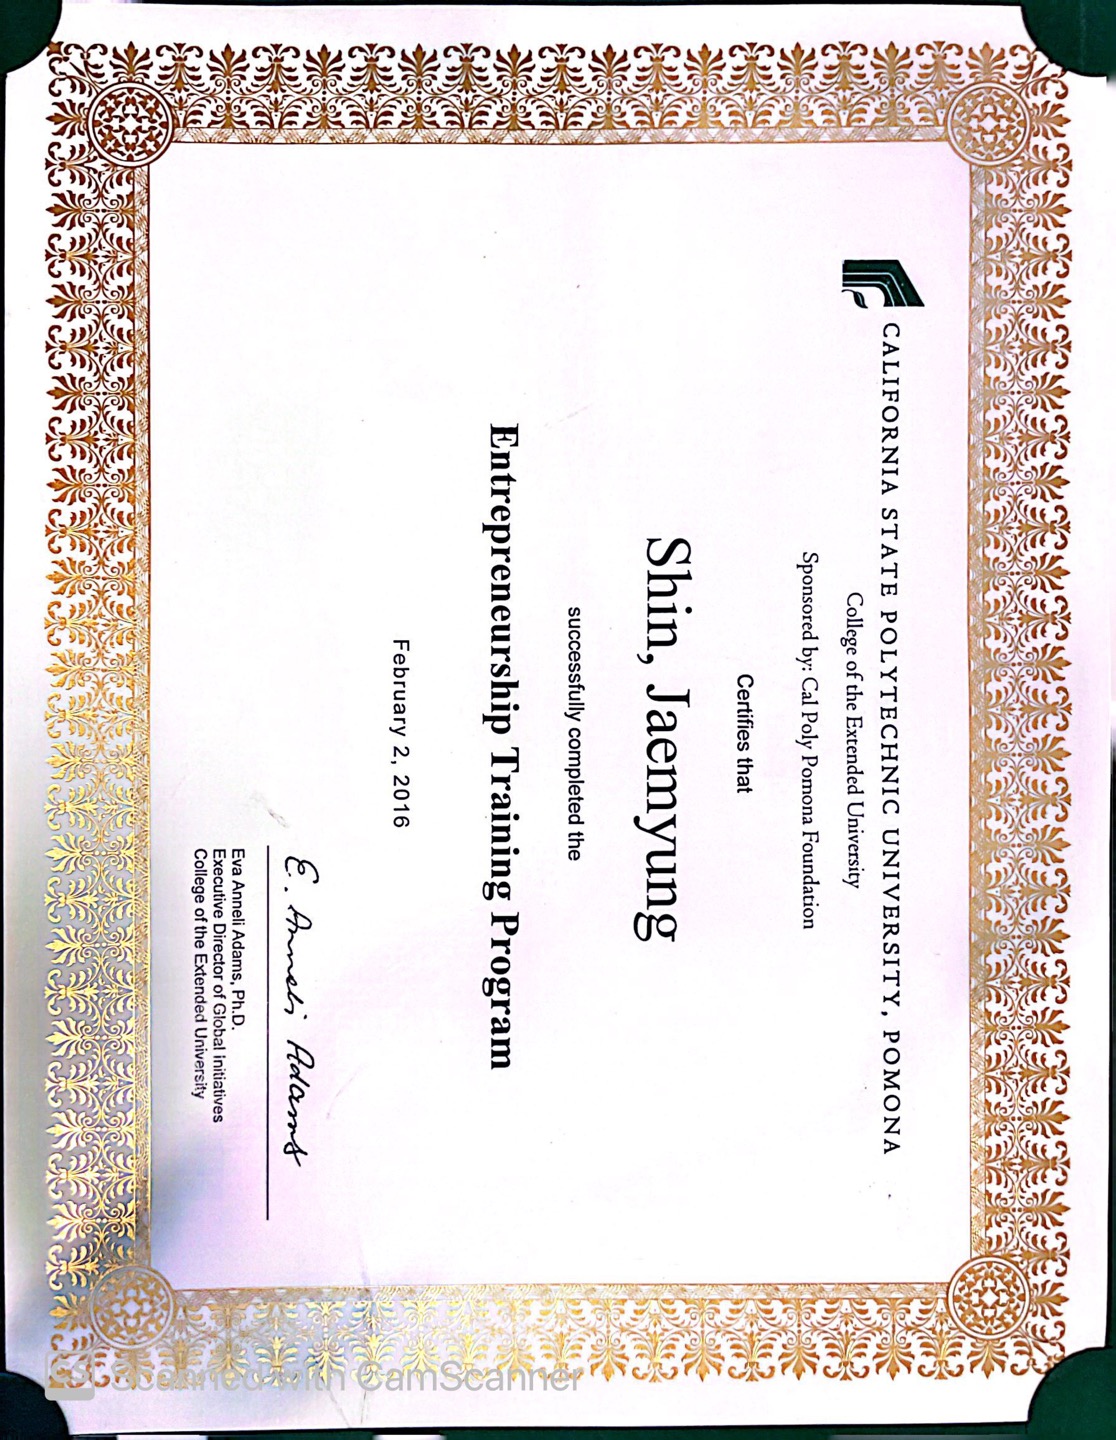 CALIFORNIA STATE POLYTECHNIC UNIVERSITY, POMONA
College of the Extended University
Sponsored by: Cal Poly Pomona Foundation
Certifies that
Shin, Jaemyung
successfully completed the
Entrepreneurship Training Program
February 2, 2016
E. Anneli Adams
Eva Anneli Adams, Ph.D.
Executive Director of Global Initiatives
College of the Extended University
CS Scanned with CamScanner